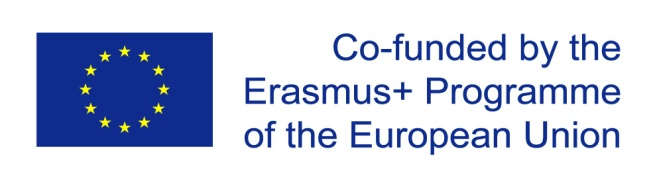 Co-funded by the
Erasmus+ Programme
of the European Union